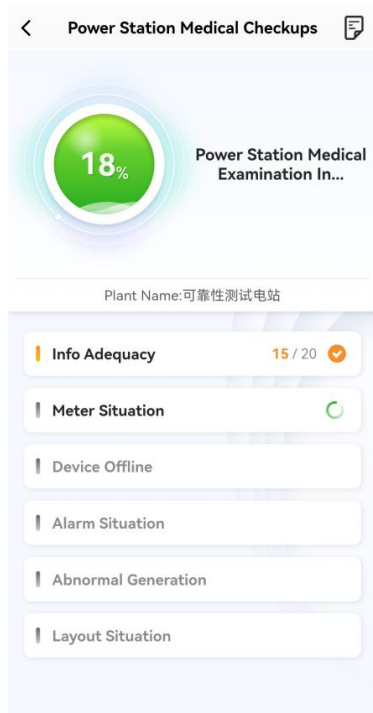 Power Station Medical Checkups
18%
Power Station Medical
Examination In...
Plant Name:可靠性测试电站
Info Adequacy 15 / 20
Meter Situation
Device Offline
Alarm Situation
Abnormal Generation
Layout Situation